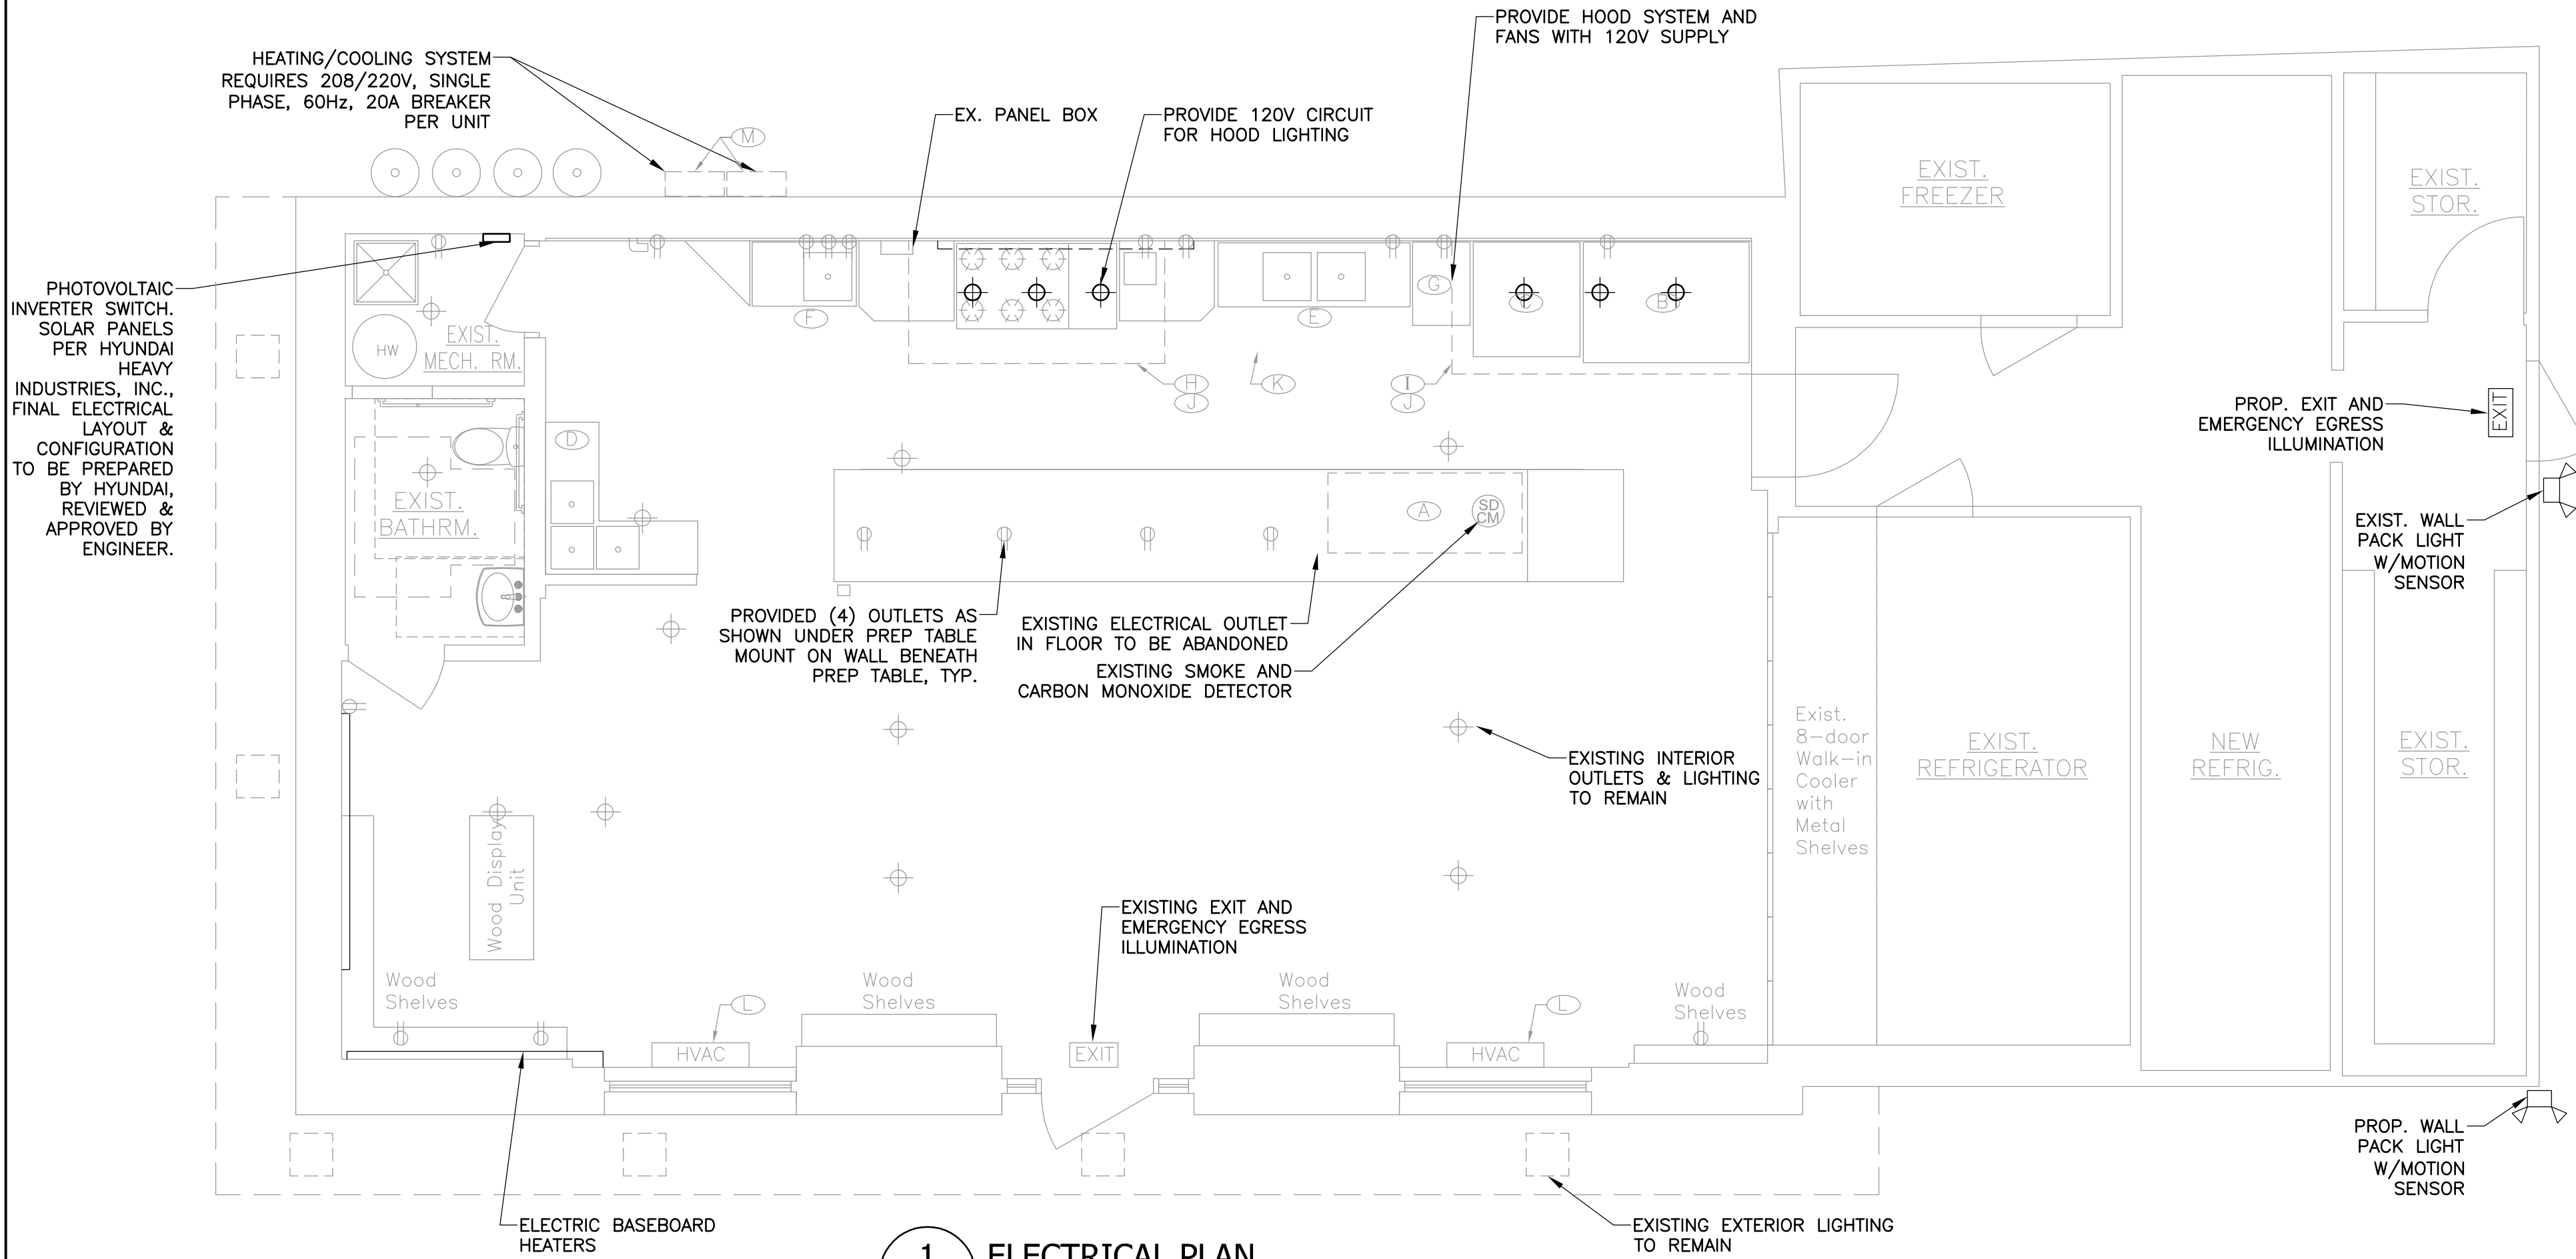 PROVIDE HOOD SYSTEM AND
FANS WITH 120V SUPPLY
HEATING/COOLING SYSTEM
REQUIRES 208/220V, SINGLE
PHASE, 60Hz, 20A BREAKER
PER UNIT
EX. PANEL BOX
PROVIDE 120V CIRCUIT
FOR HOOD LIGHTING
M
EXIST.
FREEZER
EXIST.
STOR.
PHOTOVOLTAIC
INVERTER SWITCH.
SOLAR PANELS
PER HYUNDAI
HEAVY
INDUSTRIES, INC.,
FINAL ELECTRICAL
LAYOUT &
CONFIGURATION
TO BE PREPARED
BY HYUNDAI,
REVIEWED &
APPROVED BY
ENGINEER.
HW
EXIST.
MECH. RM.
F
E
G
C
B
H
J
K
I
J
D
EXIST.
BATHRM.
A
SD
CM
PROP. EXIT AND
EMERGENCY EGRESS
ILLUMINATION
EXIT
EXIST. WALL
PACK LIGHT
W/MOTION
SENSOR
PROVIDED (4) OUTLETS AS
SHOWN UNDER PREP TABLE
MOUNT ON WALL BENEATH
PREP TABLE, TYP.
EXISTING ELECTRICAL OUTLET
IN FLOOR TO BE ABANDONED
EXISTING SMOKE AND
CARBON MONOXIDE DETECTOR
EXISTING INTERIOR
OUTLETS & LIGHTING
TO REMAIN
Exist.
8-door
Walk-in
Cooler
with
Metal
Shelves
EXIST.
REFRIGERATOR
NEW
REFRIG.
EXIST.
STOR.
Wood Display
Unit
EXISTING EXIT AND
EMERGENCY EGRESS
ILLUMINATION
Wood
Shelves
Wood
Shelves
Wood
Shelves
Wood
Shelves
L
L
HVAC
EXIT
HVAC
PROP. WALL
PACK LIGHT
W/MOTION
SENSOR
ELECTRIC BASEBOARD
HEATERS
EXISTING EXTERIOR LIGHTING
TO REMAIN
1
ELECTRICAL PLAN